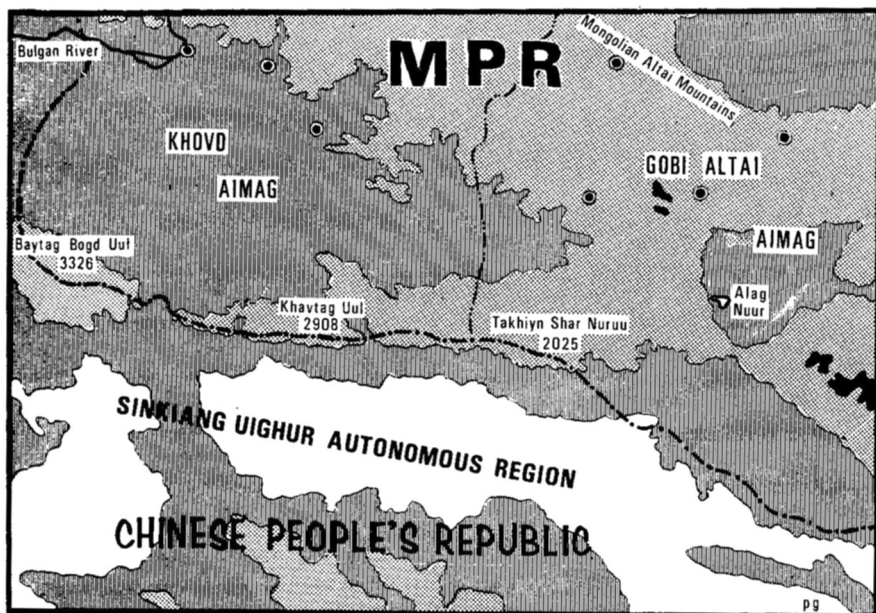 Bulgan River
MPR
Mongolian Altai Mountains
KHOVD
AIMAG
GOBI ALTAI
AIMAG
Baytag Bogd Uul
3326
Alag
Nuur
Khavtag Uul
2908
Takhiyn Shar Nuruu
2025
SINKIANG UIGHUR AUTONOMOUS REGION
CHINESE PEOPLE'S REPUBLIC
pg